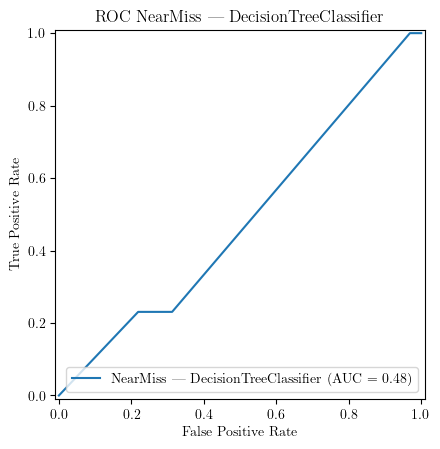 ROC NearMiss — DecisionTreeClassifier
True Positive Rate
1.0
0.8
0.6
0.4
0.2
0.0
NearMiss — DecisionTreeClassifier (AUC = 0.48)
0.0 0.2 0.4 0.6 0.8 1.0
False Positive Rate